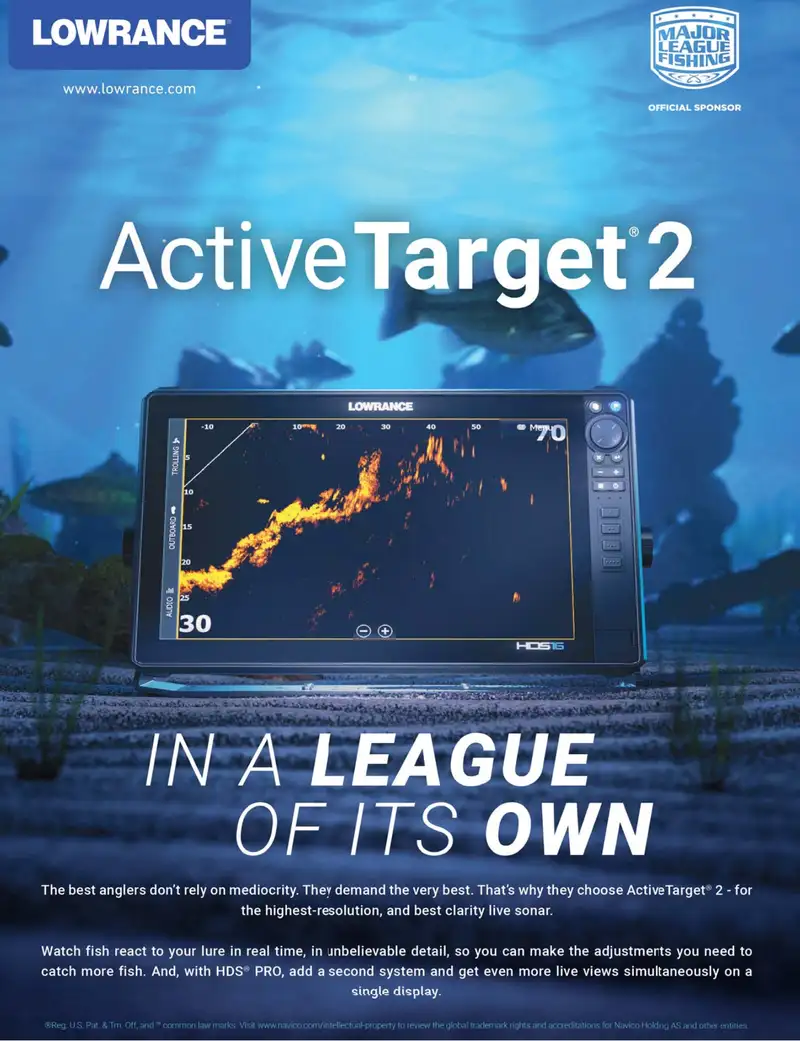 LOWRANCE®
www.lowrance.com
MAJOR
LEAGUE
FISHING
OFFICIAL SPONSOR
ActiveTarget® 2
LOWRANCE
-10 0 10 20 30 40 50 Menu 70
5
10
15
20
25
30
TROLLING
OUTBOARD
AUDIO
HDS16
IN A LEAGUE
OF ITS OWN
The best anglers don't rely on mediocrity. They demand the very best. That's why they choose ActiveTarget® 2 - for
the highest-resolution, and best clarity live sonar.
Watch fish react to your lure in real time, in unbelievable detail, so you can make the adjustments you need to
catch more fish. And, with HDS® PRO, add a second system and get even more live views simultaneously on a
single display.
®Reg. U.S. Pat. & Tm. Off, and ™ common law marks. Visit www.navico.com/intellectual-property to review the global trademark rights and accreditations for Navico Holding AS and other entities.